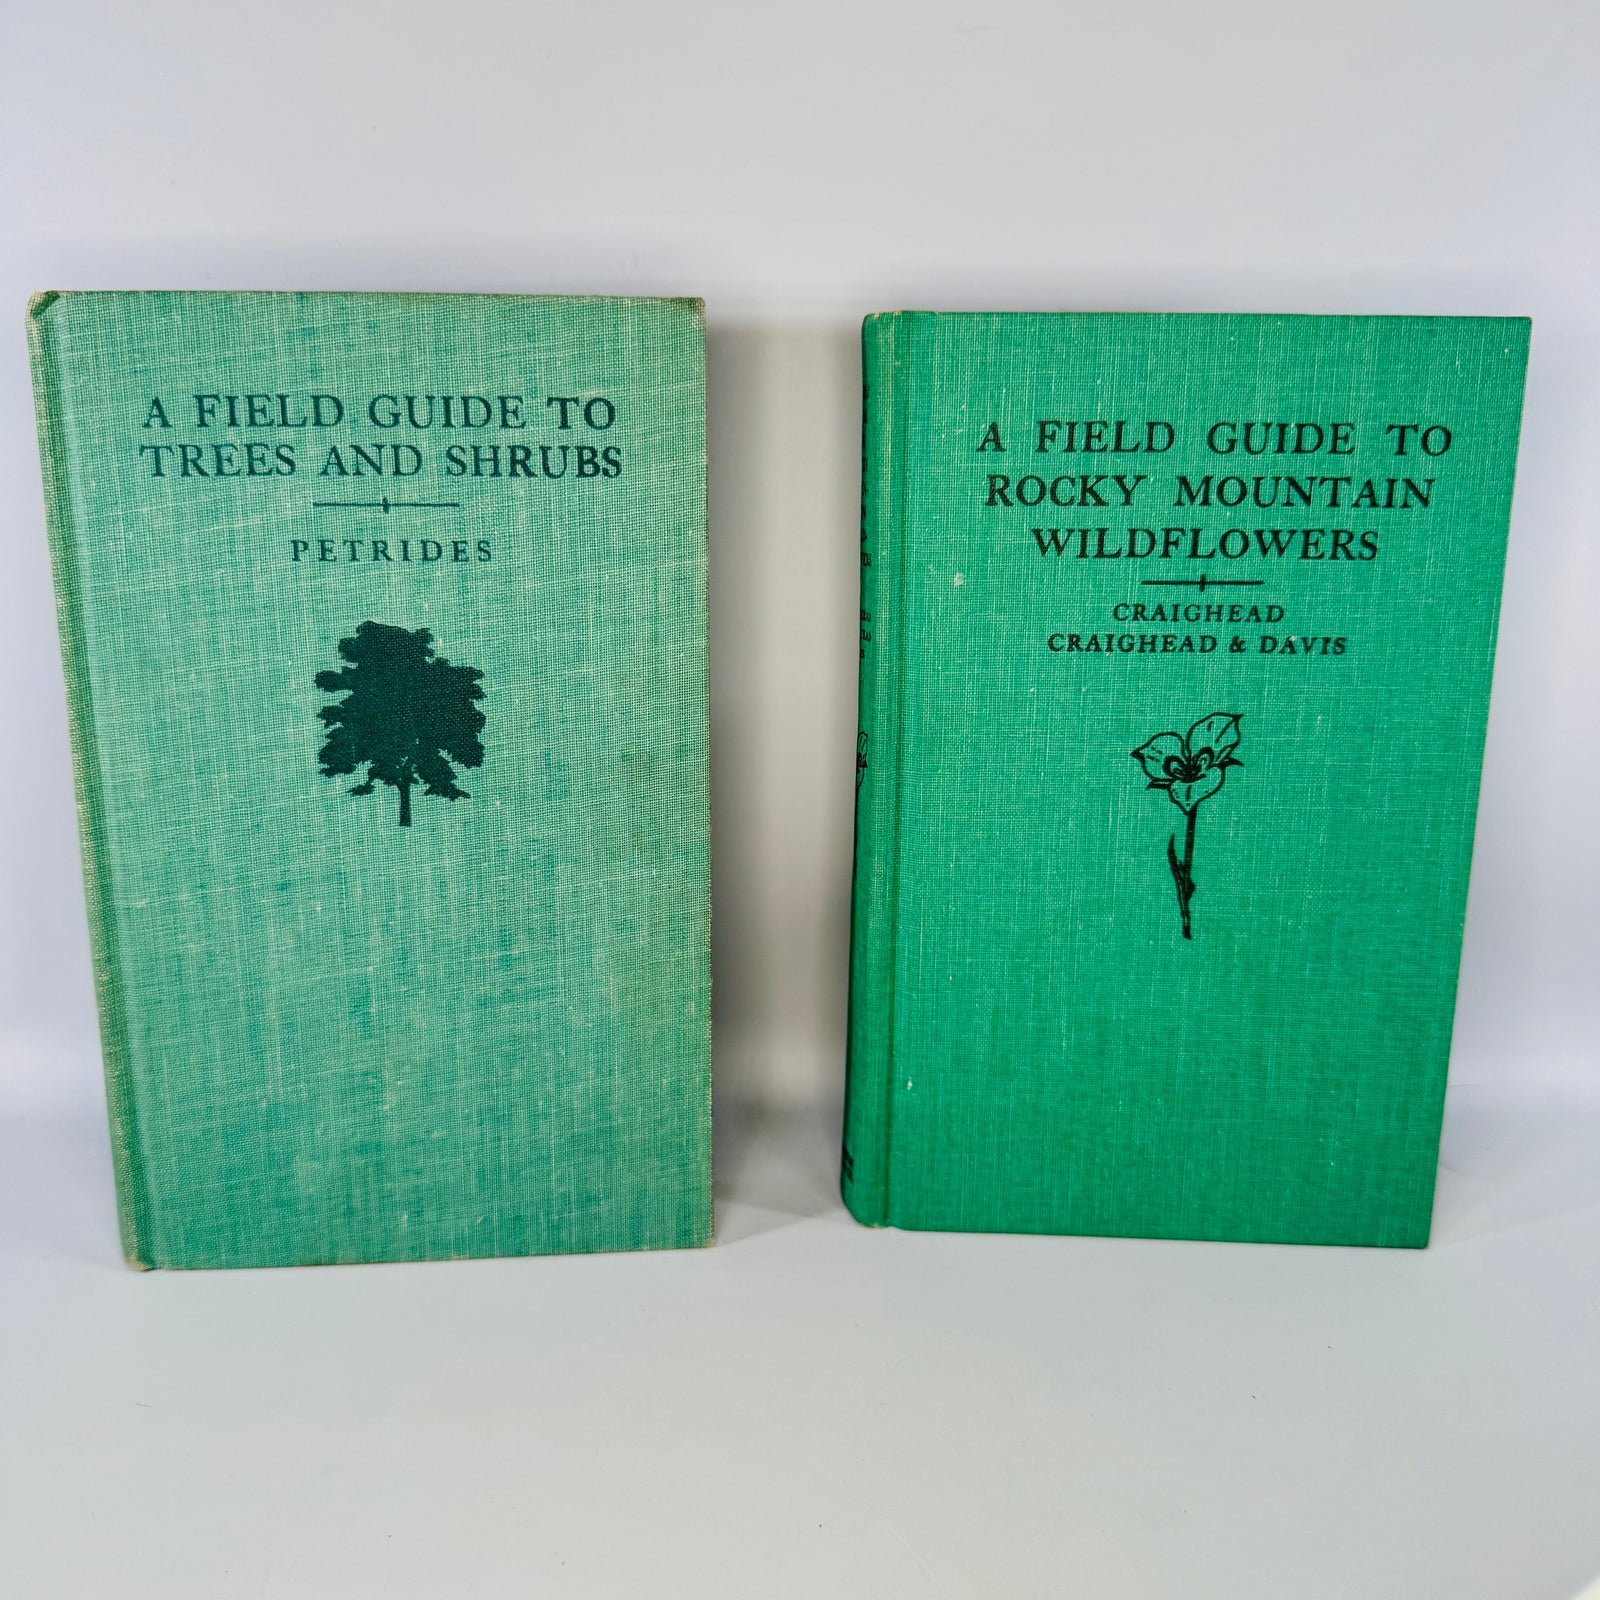 A FIELD GUIDE TO
TREES AND SHRUBS
PETRIDES
A FIELD GUIDE TO
ROCKY MOUNTAIN
WILDFLOWERS
CRAIGHEAD
CRAIGHEAD & DAVIS